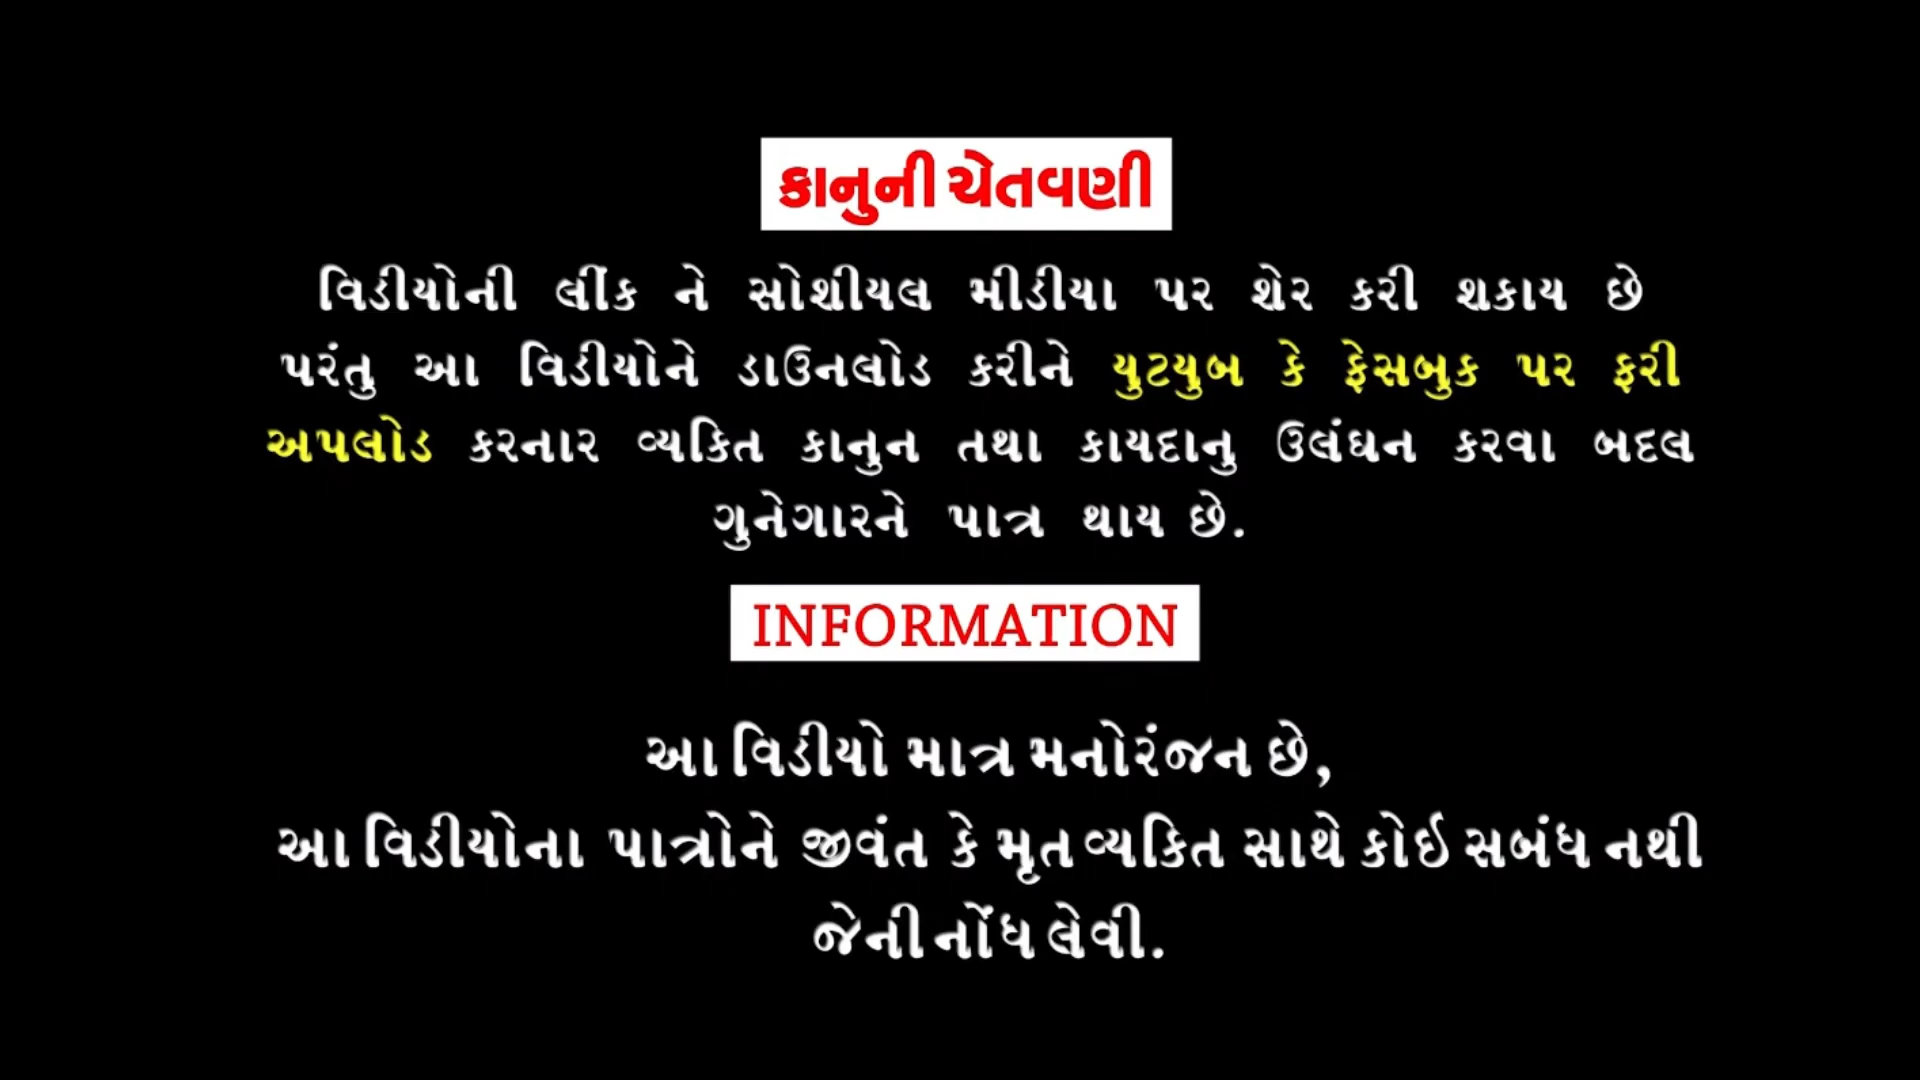 કાનુની ચેતવણી
વિડીયોની લીંક ને સોશીયલ મીડીયા પર શેર કરી શકાય છે
પરંતુ આ વિડીયોને ડાઉનલોડ કરીને યુટયુબ કે ફેસબુક પર ફરી
અપલોડ કરનાર વ્યકિત કાનુન તથા કાયદાનુ ઉલંઘન કરવા બદલ
ગુનેગારને પાત્ર થાય છે.
INFORMATION
આ વિડીયો માત્ર મનોરંજન છે,
આ વિડીયોના પાત્રોને જીવંત કે મૃત વ્યકિત સાથે કોઇ સબંધ નથી
જેની નોંધ લેવી.